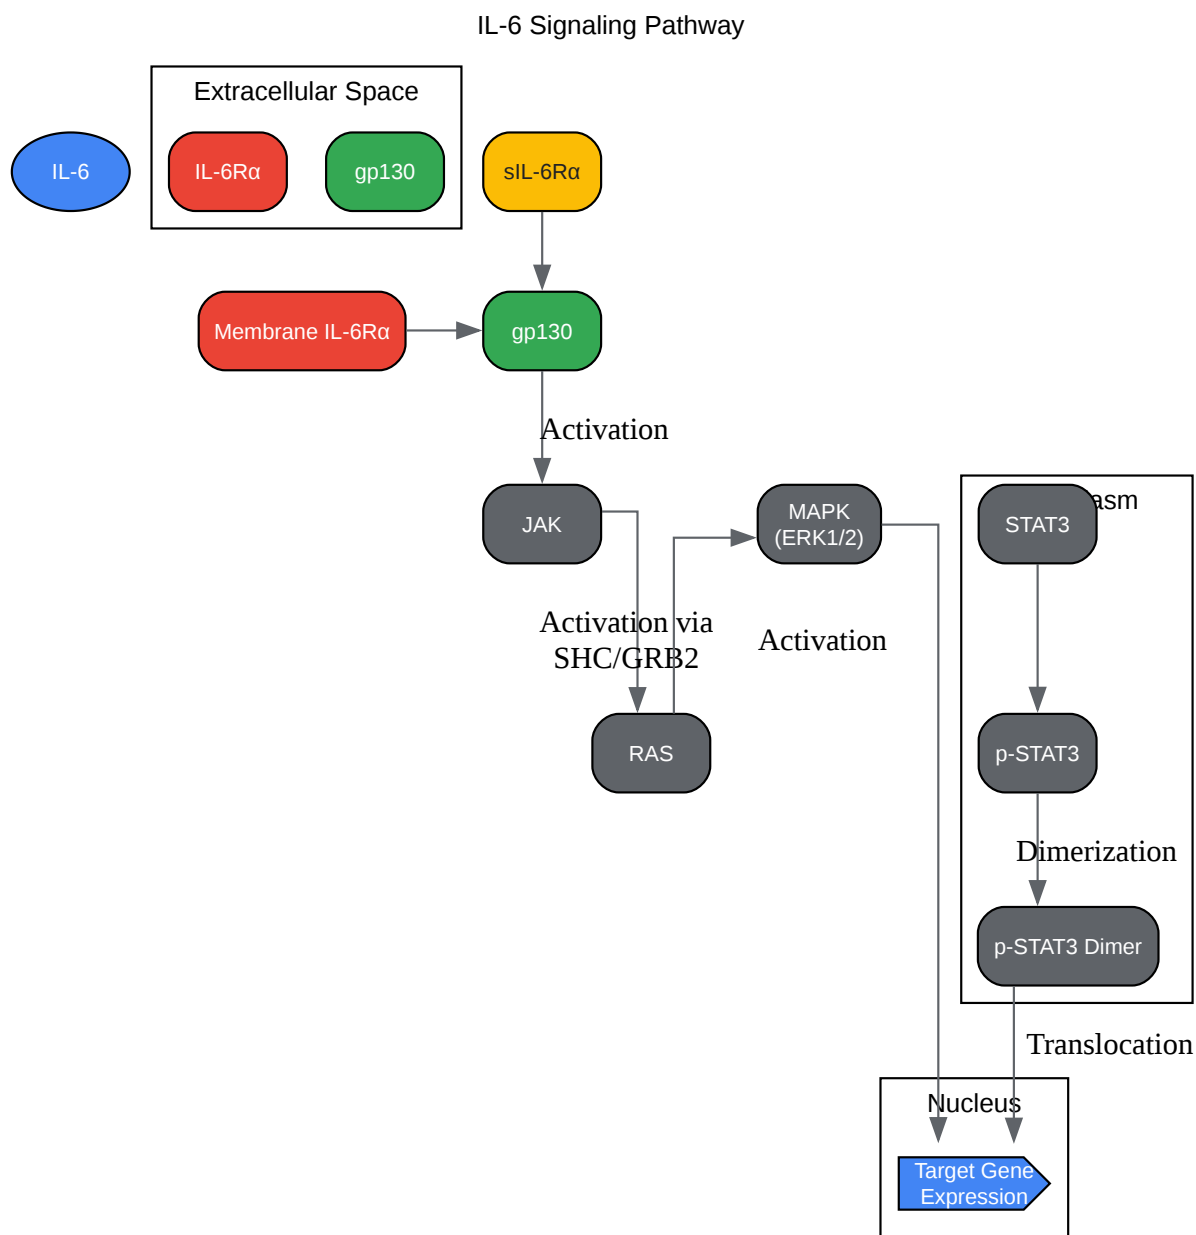 IL-6 Signaling Pathway
Extracellular Space
IL-6
IL-6Rα
gp130
sIL-6Rα
Membrane IL-6Rα
gp130
Activation
JAK
MAPK
(ERK1/2)
STAT3
Activation via
SHC/GRB2
Activation
RAS
p-STAT3
Dimerization
p-STAT3 Dimer
Translocation
Nucleus
Target Gene
Expression